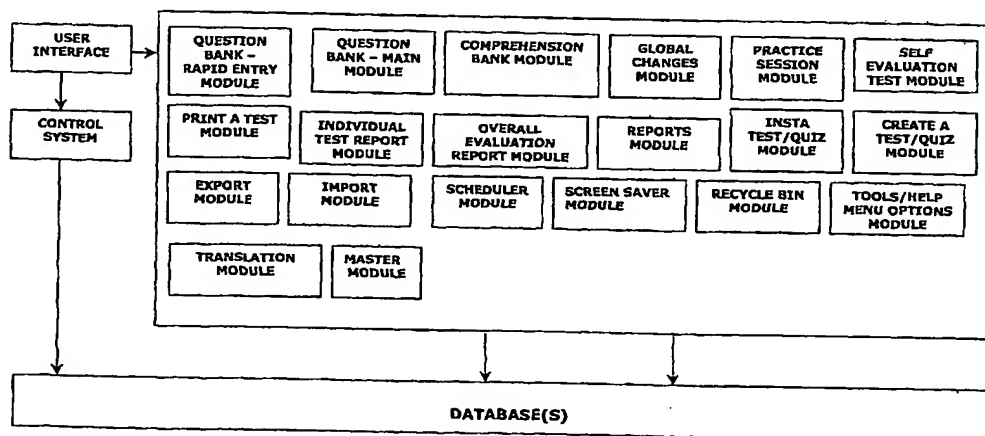 USER
INTERFACE
CONTROL
SYSTEM
QUESTION
BANK –
RAPID ENTRY
MODULE
QUESTION
BANK – MAIN
MODULE
COMPREHENSION
BANK MODULE
GLOBAL
CHANGES
MODULE
PRACTICE
SESSION
MODULE
SELF
EVALUATION
TEST MODULE
PRINT A TEST
MODULE
INDIVIDUAL
TEST REPORT
MODULE
OVERALL
EVALUATION
REPORT MODULE
REPORTS
MODULE
INSTA
TEST/QUIZ
MODULE
CREATE A
TEST/QUIZ
MODULE
EXPORT
MODULE
IMPORT
MODULE
SCHEDULER
MODULE
SCREEN SAVER
MODULE
RECYCLE BIN
MODULE
TOOLS/HELP
MENU OPTIONS
MODULE
TRANSLATION
MODULE
MASTER
MODULE
DATABASE(S)